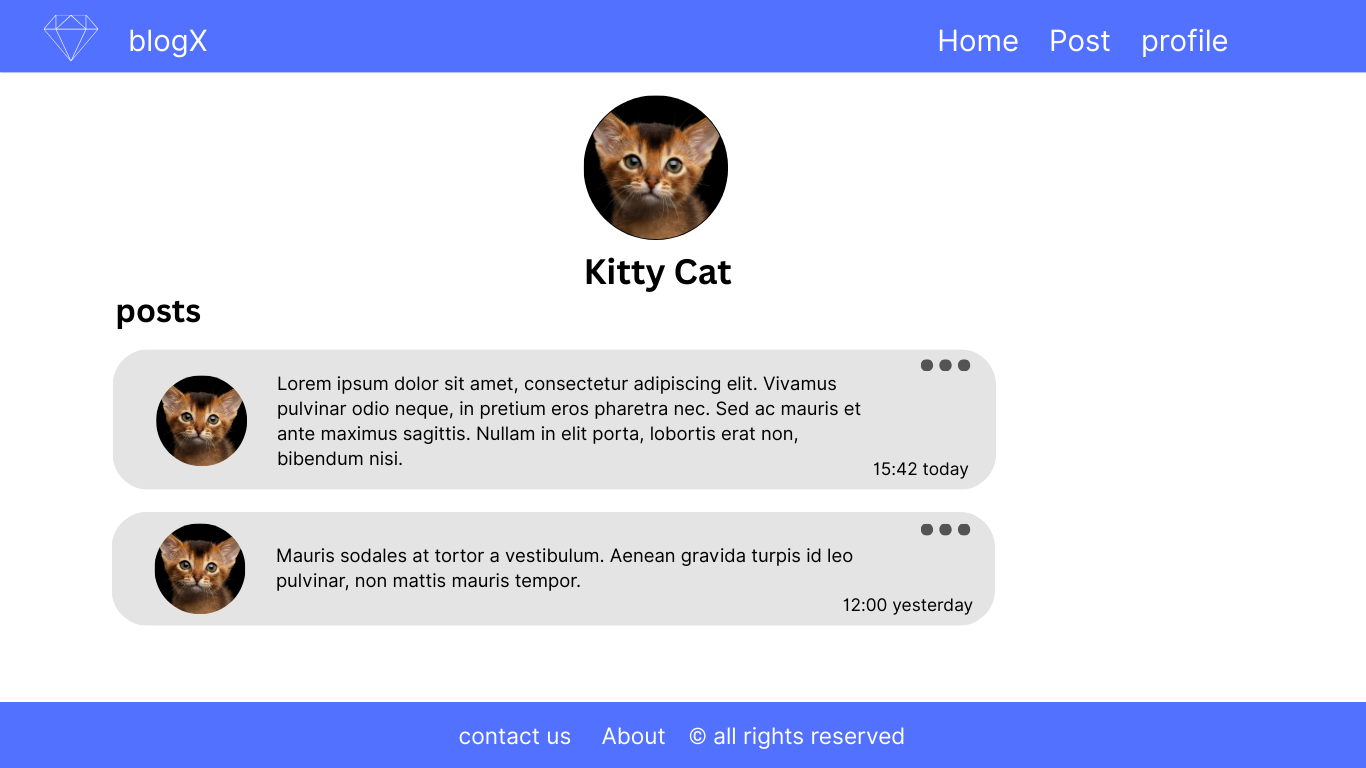 blogX
Home Post profile
Kitty Cat
posts
Lorem ipsum dolor sit amet, consectetur adipiscing elit. Vivamus
pulvinar odio neque, in pretium eros pharetra nec. Sed ac mauris et
ante maximus sagittis. Nullam in elit porta, lobortis erat non,
bibendum nisi.
15:42 today
Mauris sodales at tortor a vestibulum. Aenean gravida turpis id leo
pulvinar, non mattis mauris tempor.
12:00 yesterday
contact us About © all rights reserved